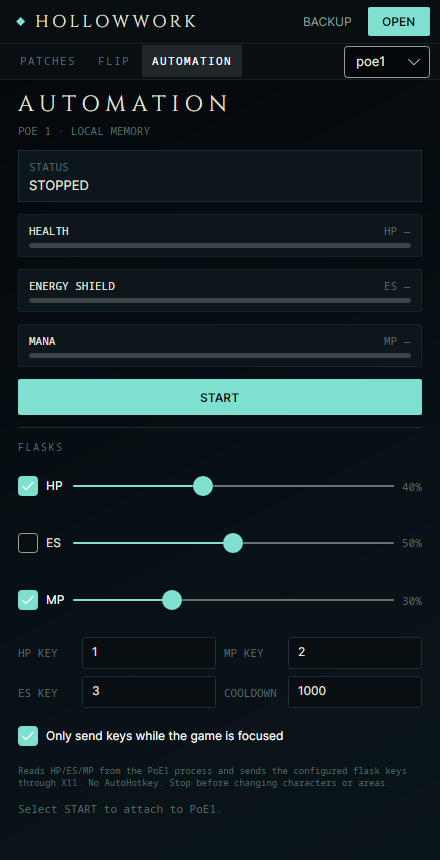 HOLLOWWORK
BACKUP
OPEN
PATCHES
FLIP
AUTOMATION
poe1
AUTOMATION
POE 1 · LOCAL MEMORY
STATUS
STOPPED
HEALTH
HP —
ENERGY SHIELD
ES —
MANA
MP —
START
FLASKS
HP
40%
ES
50%
MP
30%
HP KEY
1
MP KEY
2
ES KEY
3
COOLDOWN
1000
Only send keys while the game is focused
Reads HP/ES/MP from the PoE1 process and sends the configured flask keys
through X11. No AutoHotkey. Stop before changing characters or areas.
Select START to attach to PoE1.